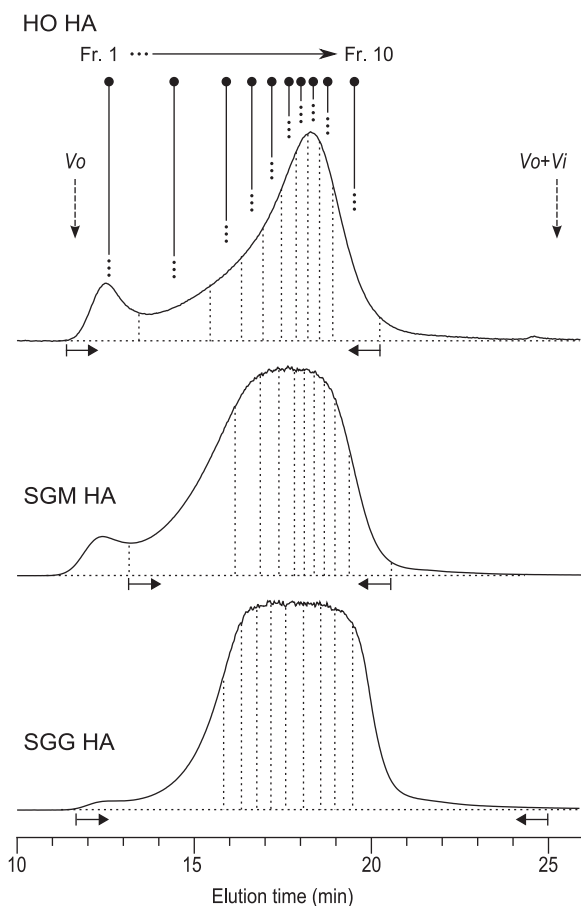 HO HA
Fr. 1 Fr. 10
Vo Vo+Vi
SGM HA
SGG HA
10 15 20 25
Elution time (min)